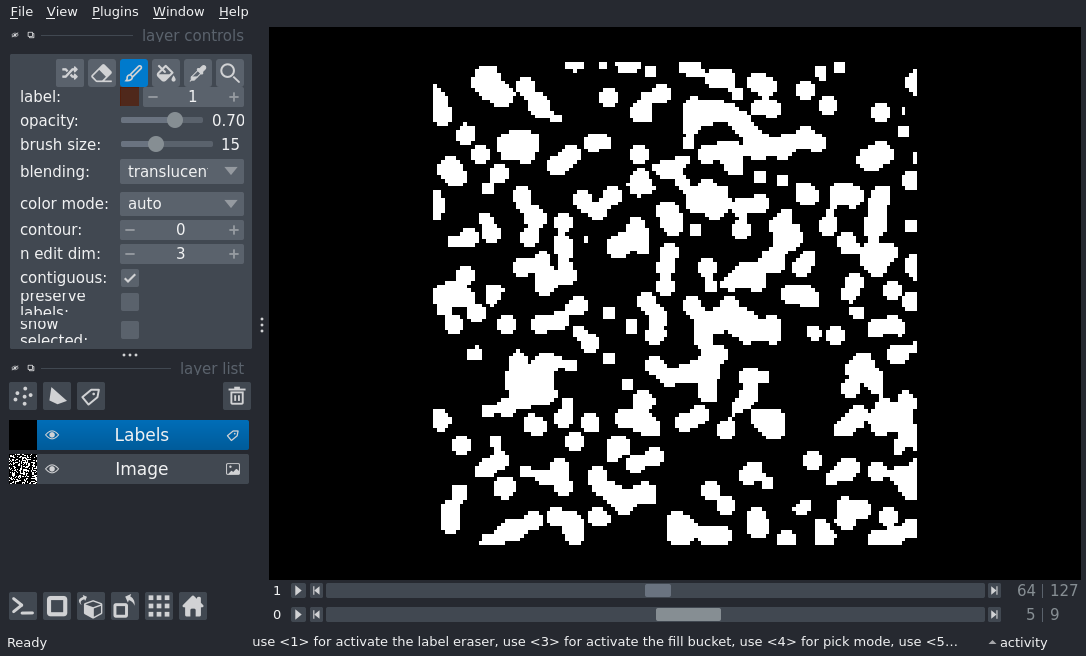 File View Plugins Window Help
layer controls
label: 1
opacity: 0.70
brush size: 15
blending: translucen
color mode: auto
contour: 0
n edit dim: 3
contiguous:
preserve
labels:
show
selected:
layer list
Labels
Image
1 64 | 127
0 5 | 9
Ready use <1> for activate the label eraser, use <3> for activate the fill bucket, use <4> for pick mode, use <5... activity